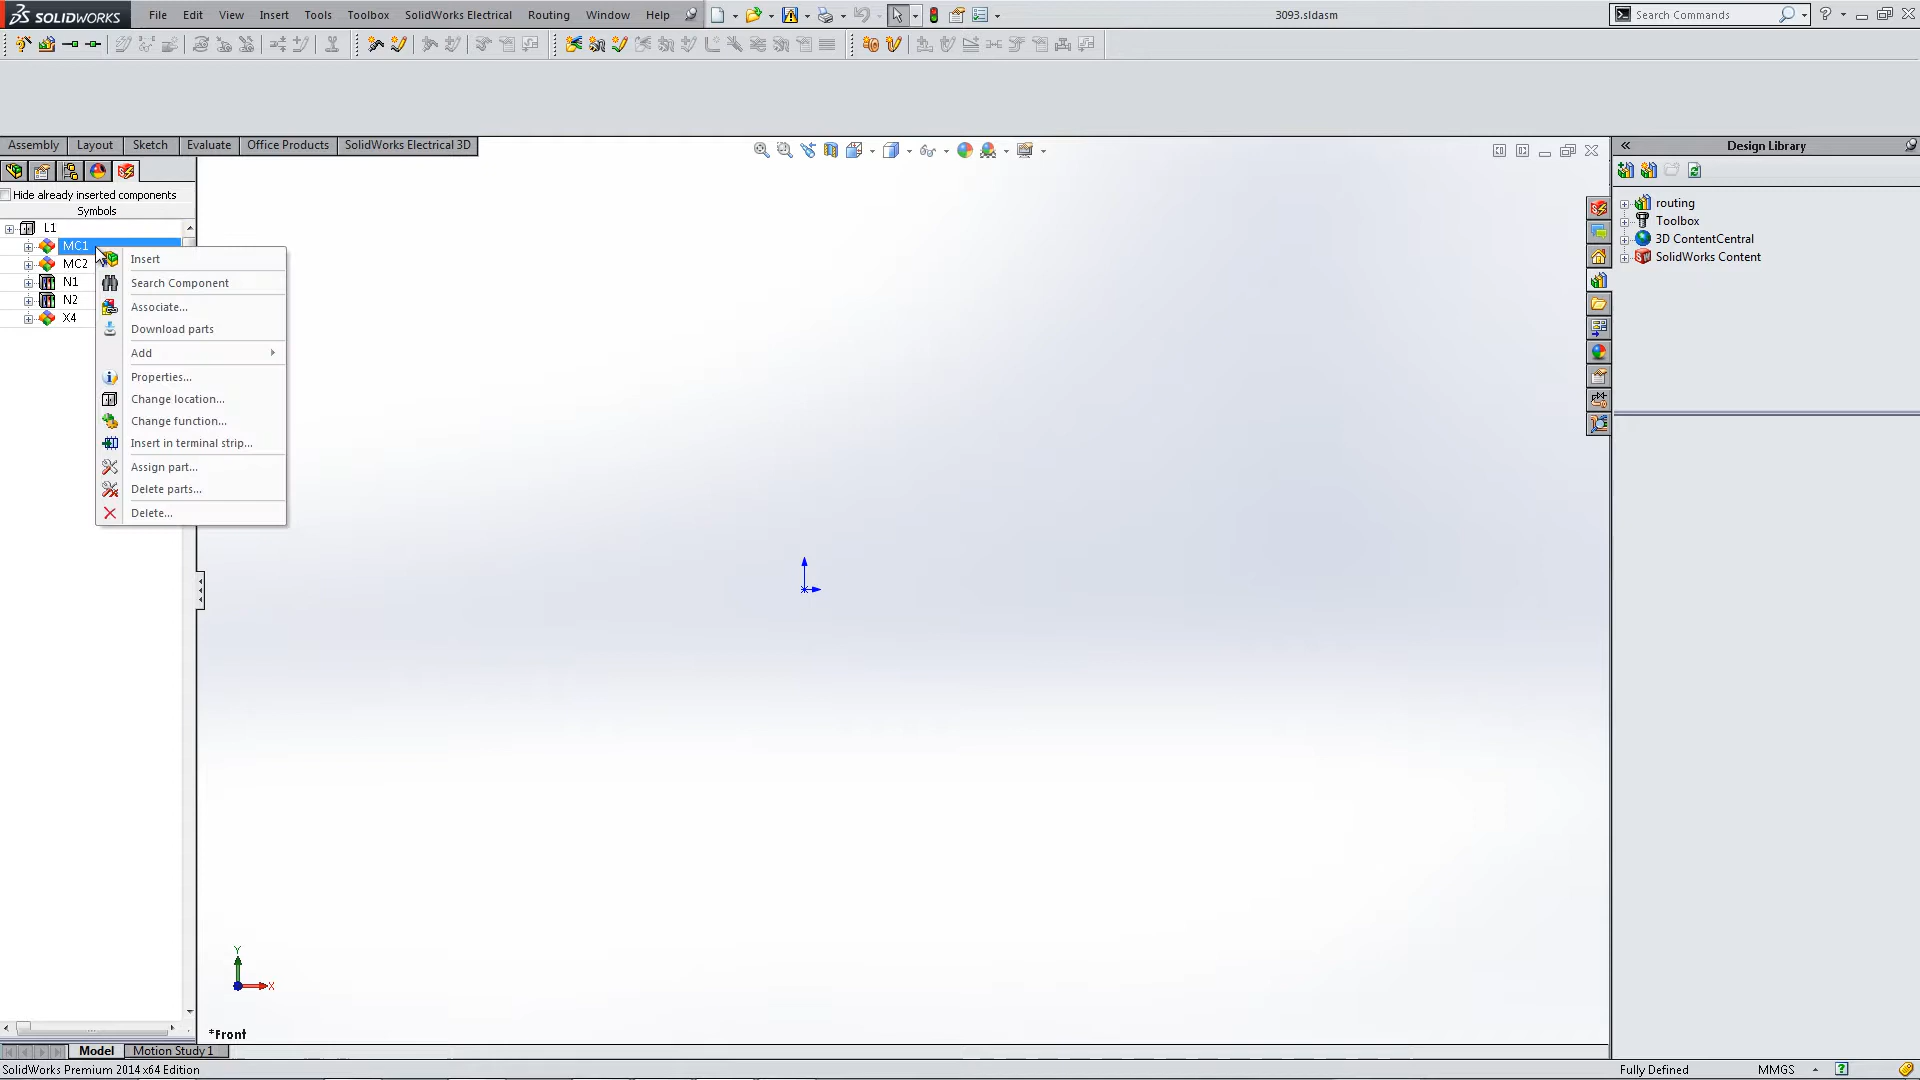 SOLIDWORKS File Edit View Insert Tools Toolbox SolidWorks Electrical Routing Window Help 3093.sldasm Search Commands
Assembly Layout Sketch Evaluate Office Products SolidWorks Electrical 3D
Design Library
Hide already inserted components
Symbols
L1
MC1
MC2
N1
N2
X4
Insert
Search Component
Associate...
Download parts
Add
Properties...
Change location...
Change function...
Insert in terminal strip...
Assign part...
Delete parts...
Delete...
routing
Toolbox
3D ContentCentral
SolidWorks Content
Y
X
*Front
Model Motion Study 1
SolidWorks Premium 2014 x64 Edition Fully Defined MMGS